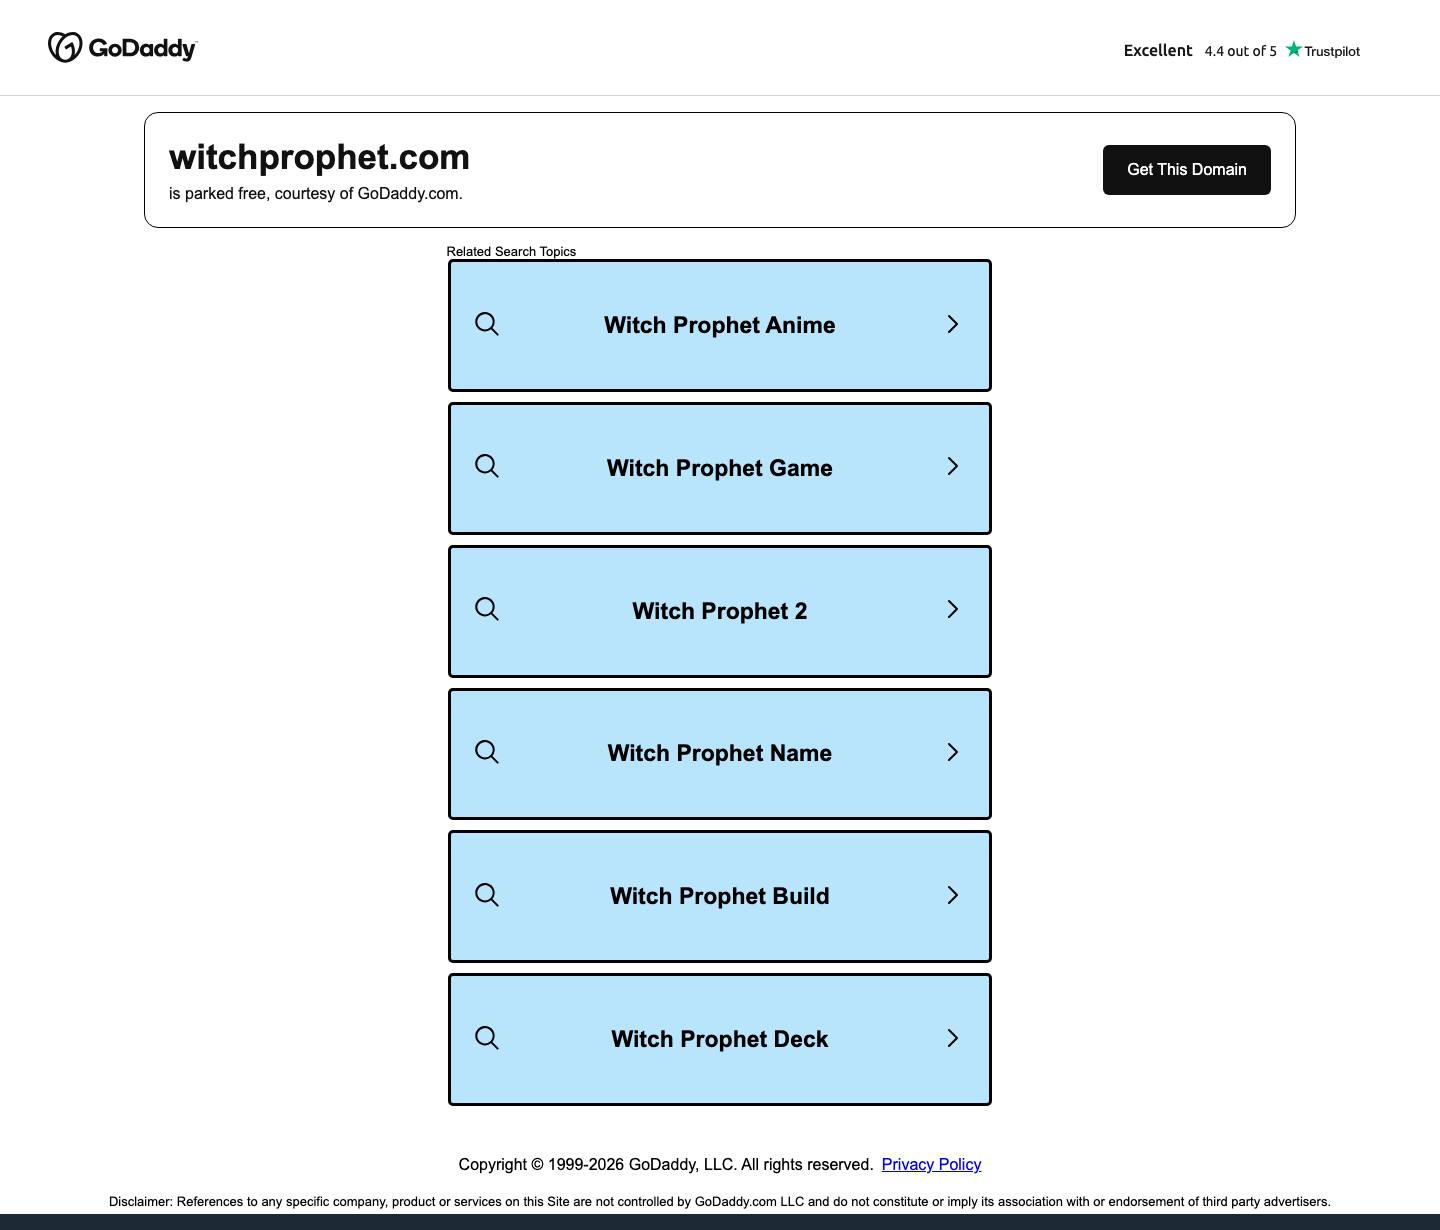 GoDaddy
Excellent 4.4 out of 5 Trustpilot
witchprophet.com
is parked free, courtesy of GoDaddy.com.
Get This Domain
Related Search Topics
Witch Prophet Anime
Witch Prophet Game
Witch Prophet 2
Witch Prophet Name
Witch Prophet Build
Witch Prophet Deck
Copyright © 1999-2026 GoDaddy, LLC. All rights reserved. Privacy Policy
Disclaimer: References to any specific company, product or services on this Site are not controlled by GoDaddy.com LLC and do not constitute or imply its association with or endorsement of third party advertisers.